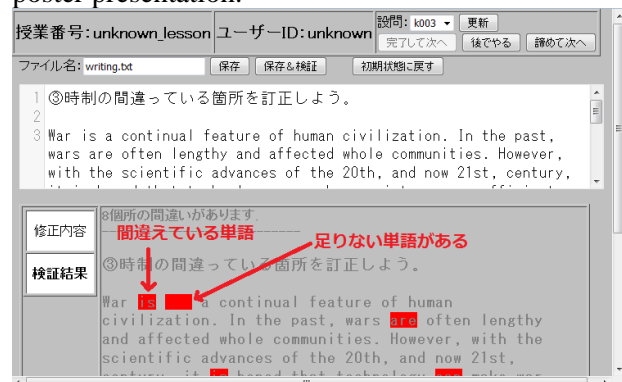 poster presentation.
授業番号:unknown_lesson ユーザーID:unknown 設問: k003 更新
完了して次へ 後でやる 諦めて次へ
ファイル名: writing.txt 保存 保存&検証 初期状態に戻す
1 ③時制の間違っている箇所を訂正しよう。
2
3 War is a continual feature of human civilization. In the past,
wars are often lengthy and affected whole communities. However,
with the scientific advances of the 20th, and now 21st, century,
修正内容
検証結果
8個所の間違いがあります.
間違えている単語
足りない単語がある
③時制の間違っている箇所を訂正しよう。
War is a continual feature of human
civilization. In the past, wars are often lengthy
and affected whole communities. However, with the
scientific advances of the 20th, and now 21st,